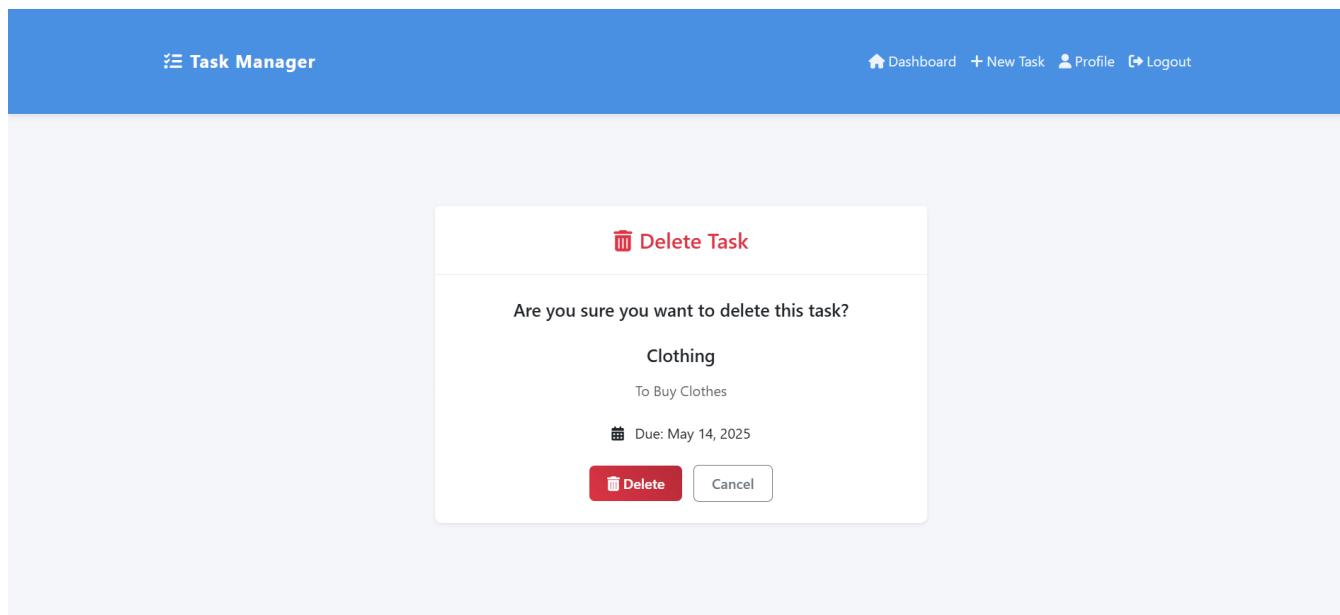 Task Manager
Dashboard New Task Profile Logout
Delete Task
Are you sure you want to delete this task?
Clothing
To Buy Clothes
Due: May 14, 2025
Delete Cancel